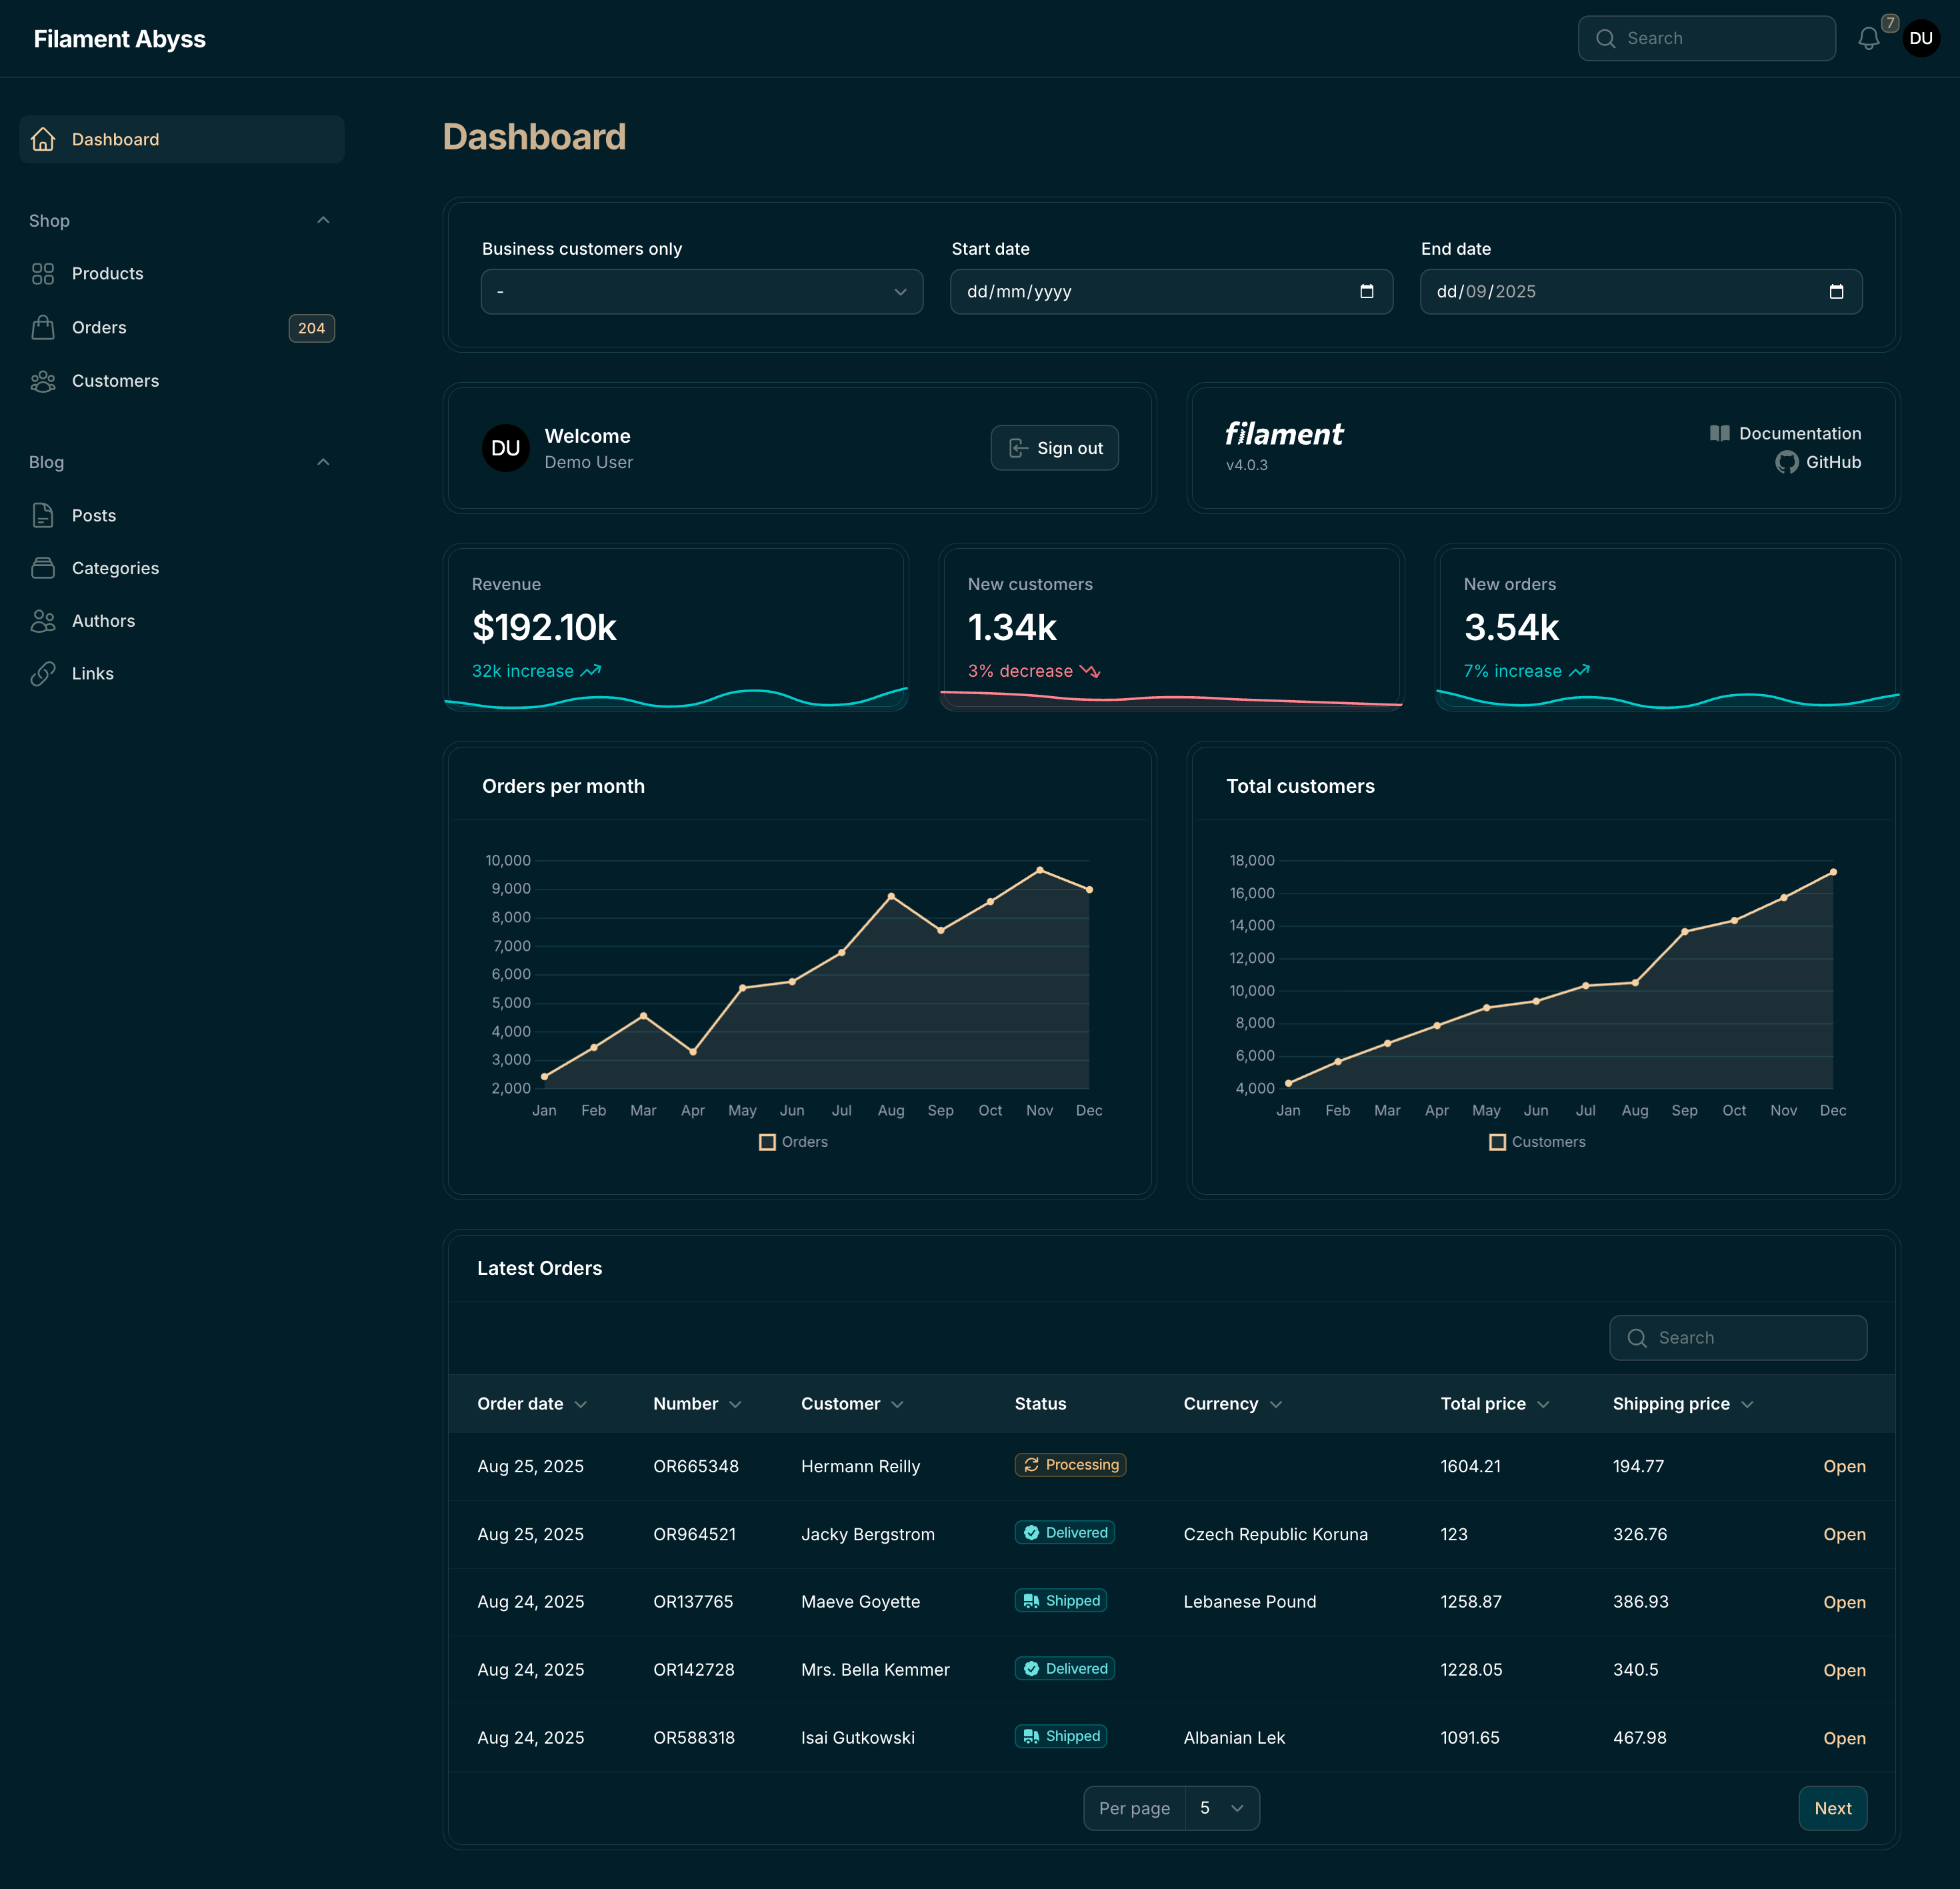 Filament Abyss
Search
7
DU
Dashboard
Shop
Products
Orders
204
Customers
Blog
Posts
Categories
Authors
Links
Dashboard
Business customers only
-
Start date
dd/mm/yyyy
End date
dd/09/2025
DU
Welcome
Demo User
Sign out
filament
v4.0.3
Documentation
GitHub
Revenue
$192.10k
32k increase
New customers
1.34k
3% decrease
New orders
3.54k
7% increase
Orders per month
10,000
9,000
8,000
7,000
6,000
5,000
4,000
3,000
2,000
Jan Feb Mar Apr May Jun Jul Aug Sep Oct Nov Dec
Orders
Total customers
18,000
16,000
14,000
12,000
10,000
8,000
6,000
4,000
Jan Feb Mar Apr May Jun Jul Aug Sep Oct Nov Dec
Customers
Latest Orders
Search
Order date Number Customer Status Currency Total price Shipping price
Aug 25, 2025 OR665348 Hermann Reilly Processing 1604.21 194.77 Open
Aug 25, 2025 OR964521 Jacky Bergstrom Delivered Czech Republic Koruna 123 326.76 Open
Aug 24, 2025 OR137765 Maeve Goyette Shipped Lebanese Pound 1258.87 386.93 Open
Aug 24, 2025 OR142728 Mrs. Bella Kemmer Delivered 1228.05 340.5 Open
Aug 24, 2025 OR588318 Isai Gutkowski Shipped Albanian Lek 1091.65 467.98 Open
Per page 5
Next